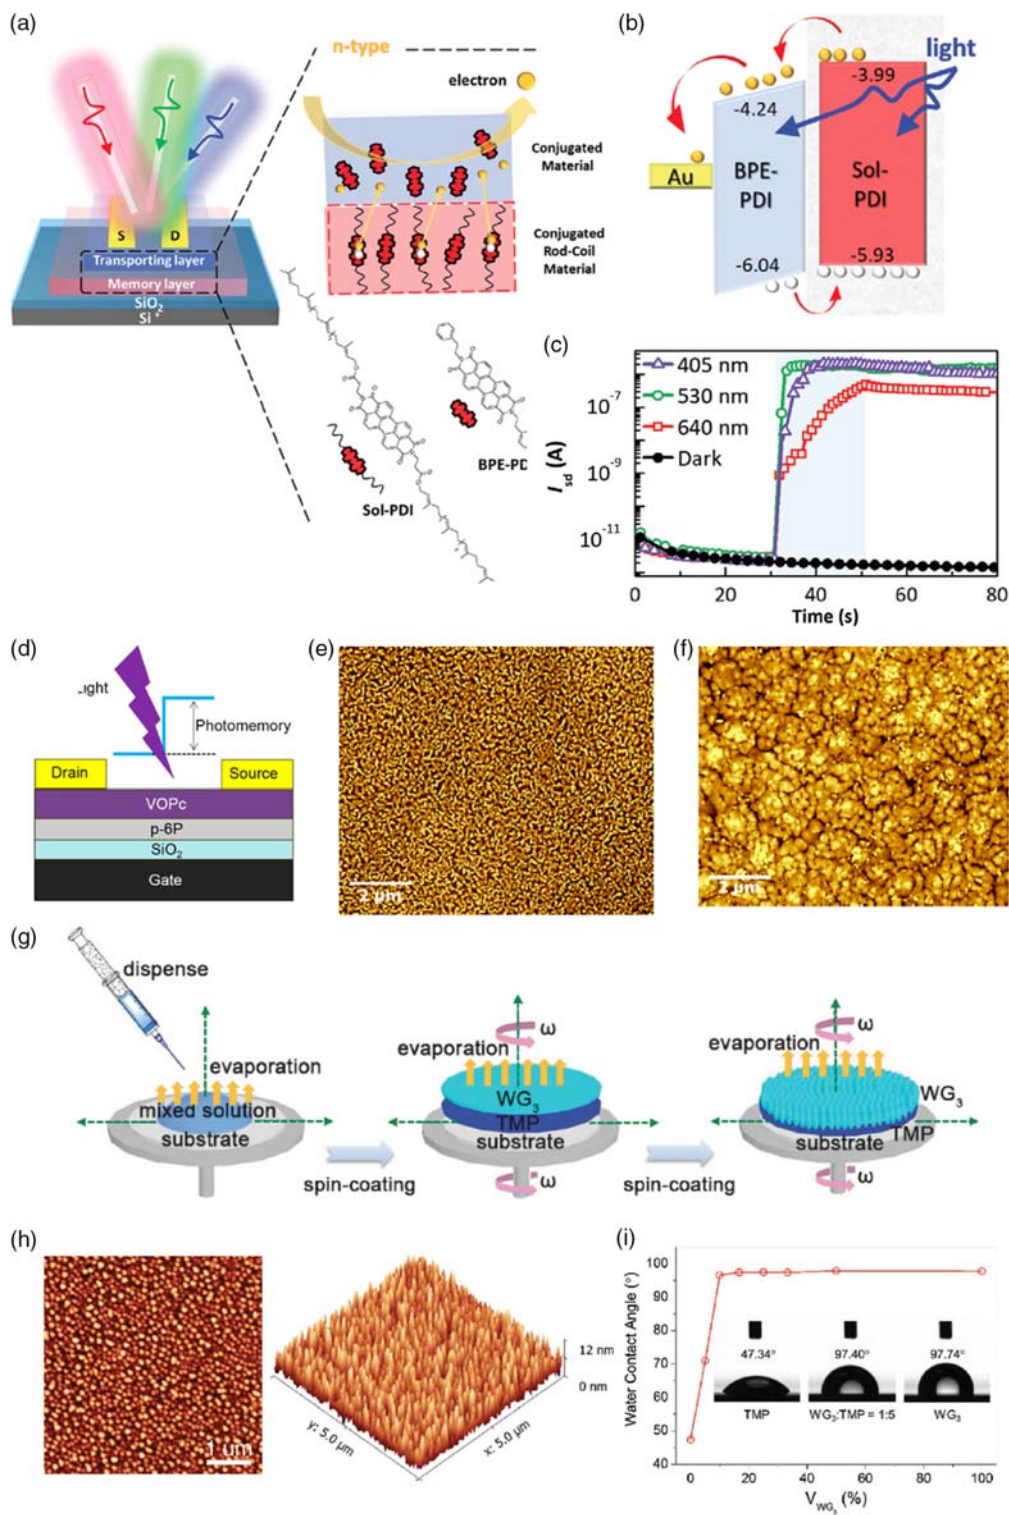 (a)
n-type
electron
Conjugated
Material
Conjugated
Rod-Coil
Material
S
D
Transporting layer
Memory layer
SiO2
Si
BPE-PD
Sol-PDI
(b)
light
-3.99
-4.24
Au
BPE-
PDI
Sol-
PDI
-6.04
-5.93
(c)
405 nm
530 nm
640 nm
Dark
Isd (A)
10-7
10-9
10-11
0 20 40 60 80
Time (s)
(d)
Photomemory
Drain
Source
VOPc
p-6P
SiO2
Gate
(e)
2 μm
(f)
2 μm
(g)
dispense
evaporation
mixed solution
substrate
spin-coating
ω
evaporation
WG3
TMP
substrate
ω
spin-coating
ω
evaporation
WG3
TMP
substrate
ω
(h)
1 um
12 nm
0 nm
y: 5.0 μm
x: 5.0 μm
(i)
Water Contact Angle (°)
100
90
80
70
60
50
40
47.34°
97.40°
97.74°
TMP
WG3:TMP = 1:5
WG3
0 20 40 60 80 100
VWG3 (%)